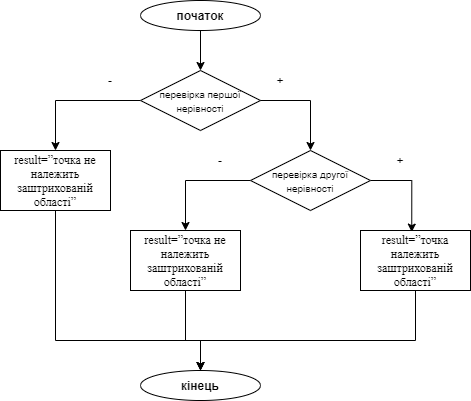 початок
-
+
перевірка першої
нерівності
result=”точка не
належить
заштрихованій
області”
-
+
перевірка другої
нерівності
result=”точка не
належить
заштрихованій
області”
result=”точка
належить
заштрихованій
області”
кінець